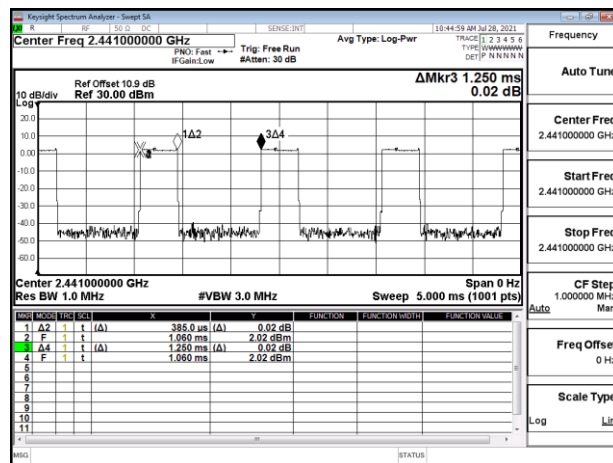 Keysight Spectrum Analyzer - Swept SA
R RF 50 Ω DC SENSE:INT 10:44:59 AM Jul 28, 2021
Center Freq 2.441000000 GHz Avg Type: Log-Pwr TRACE 1 2 3 4 5 6
PNO: Fast Trig: Free Run TYPE WWWWWW
IFGain:Low #Atten: 30 dB DET P N N N N N
Frequency
Auto Tune
ΔMkr3 1.250 ms
Ref Offset 10.9 dB 0.02 dB
10 dB/div Ref 30.00 dBm
Log
20.0
10.0
0.00
-10.0
-20.0
-30.0
-40.0
-50.0
-60.0
1Δ2
3Δ4
Center Freq
2.441000000 GHz
Start Freq
2.441000000 GHz
Stop Freq
2.441000000 GHz
Center 2.441000000 GHz Span 0 Hz
Res BW 1.0 MHz #VBW 3.0 MHz Sweep 5.000 ms (1001 pts)
CF Step
1.000000 MHz
Auto Man
MKR MODE TRC SCL X Y FUNCTION FUNCTION WIDTH FUNCTION VALUE
1 Δ2 1 t (Δ) 385.0 µs (Δ) 0.02 dB
2 F 1 t 1.060 ms 2.02 dBm
3 Δ4 1 t (Δ) 1.250 ms (Δ) 0.02 dB
4 F 1 t 1.060 ms 2.02 dBm
5
6
7
8
9
10
11
Freq Offset
0 Hz
Scale Type
Log Lin
MSG STATUS